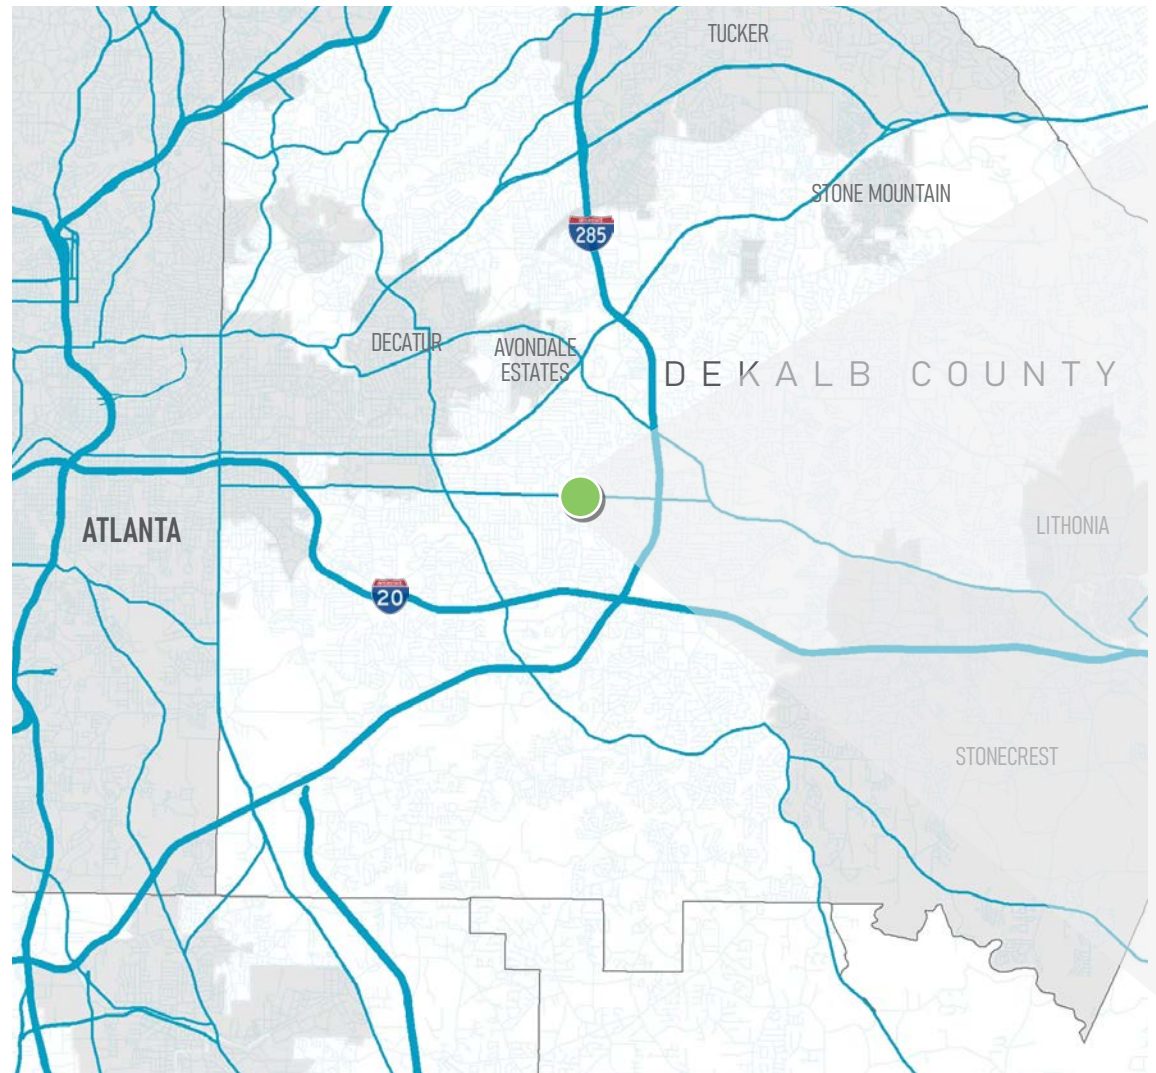 TUCKER
STONE MOUNTAIN
285
DECATUR
AVONDALE
ESTATES
DEKALB COUNTY
ATLANTA
LITHONIA
20
STONECREST